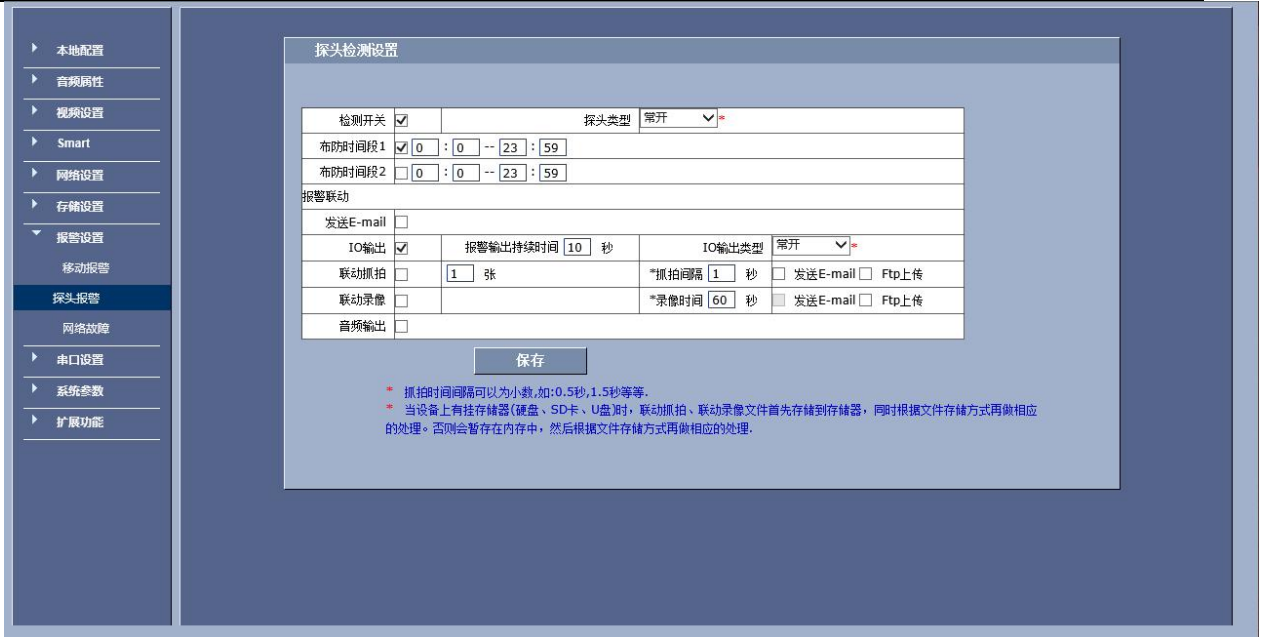 本地配置
音频属性
视频设置
Smart
网络设置
存储设置
报警设置
移动报警
探头报警
网络故障
串口设置
系统参数
扩展功能
探头检测设置
检测开关 探头类型 常开 *
布防时间段1 0 : 0 -- 23 : 59
布防时间段2 0 : 0 -- 23 : 59
报警联动
发送E-mail
IO输出 报警输出持续时间 10 秒 IO输出类型 常开 *
联动抓拍 1 张 *抓拍间隔 1 秒 发送E-mail Ftp上传
联动录像 *录像时间 60 秒 发送E-mail Ftp上传
音频输出
保存
* 抓拍时间间隔可以为小数,如:0.5秒,1.5秒等等.
* 当设备上有挂存储器(硬盘、SD卡、U盘)时，联动抓拍、联动录像文件首先存储到存储器，同时根据文件存储方式再做相应
的处理。否则会暂存在内存中，然后根据文件存储方式再做相应的处理.